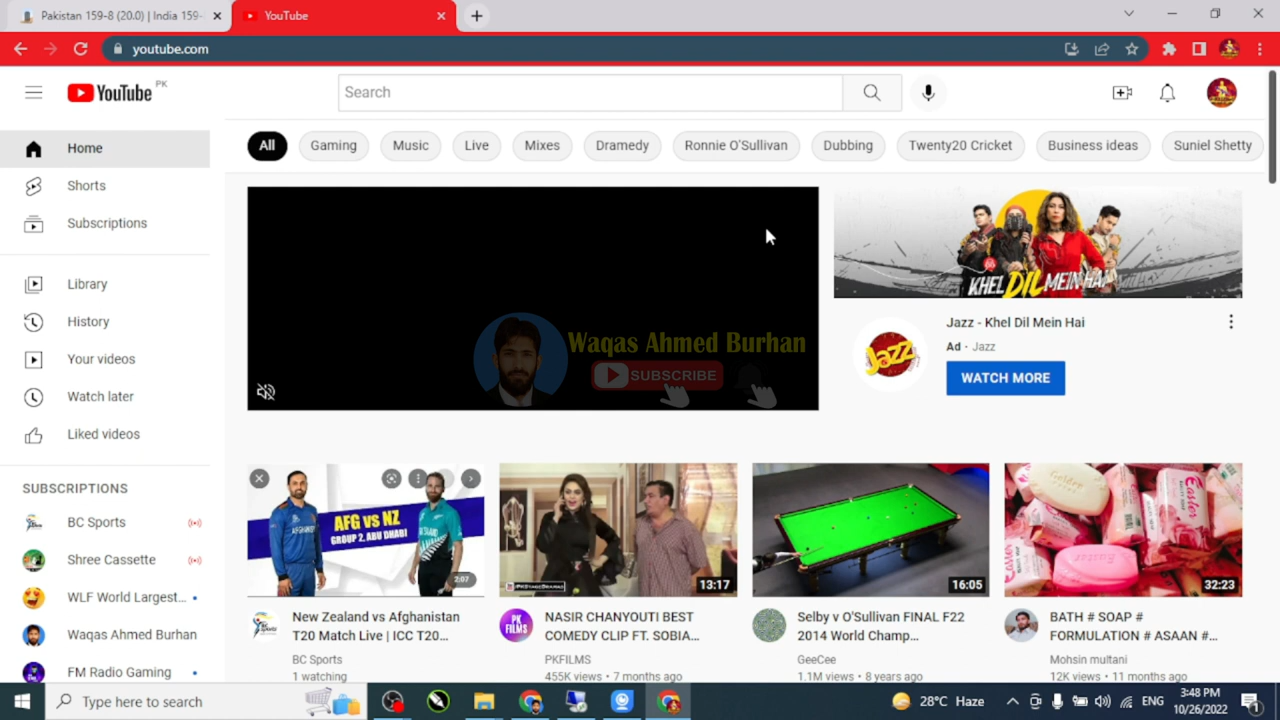 Pakistan 159-8 (20.0) | India 159-
YouTube
youtube.com
YouTube PK
Search
Home
Shorts
Subscriptions
Library
History
Your videos
Watch later
Liked videos
SUBSCRIPTIONS
BC Sports
Shree Cassette
WLF World Largest...
Waqas Ahmed Burhan
FM Radio Gaming
All
Gaming
Music
Live
Mixes
Dramedy
Ronnie O'Sullivan
Dubbing
Twenty20 Cricket
Business ideas
Suniel Shetty
Waqas Ahmed Burhan
SUBSCRIBE
KHEL DIL MEIN HAI
Jazz
Jazz - Khel Dil Mein Hai
Ad · Jazz
WATCH MORE
AFG vs NZ
GROUP 2, ABU DHABI
2:07
New Zealand vs Afghanistan
T20 Match Live | ICC T20...
BC Sports
1 watching
13:17
PK FILMS
NASIR CHANYOUTI BEST
COMEDY CLIP FT. SOBIA...
PKFILMS
455K views • 7 months ago
16:05
Selby v O'Sullivan FINAL F22
2014 World Champ...
GeeCee
1.1M views • 8 years ago
32:23
BATH # SOAP #
FORMULATION # ASAAN #...
Mohsin multani
12K views • 11 months ago
Type here to search
28°C Haze
ENG
3:48 PM
10/26/2022
1